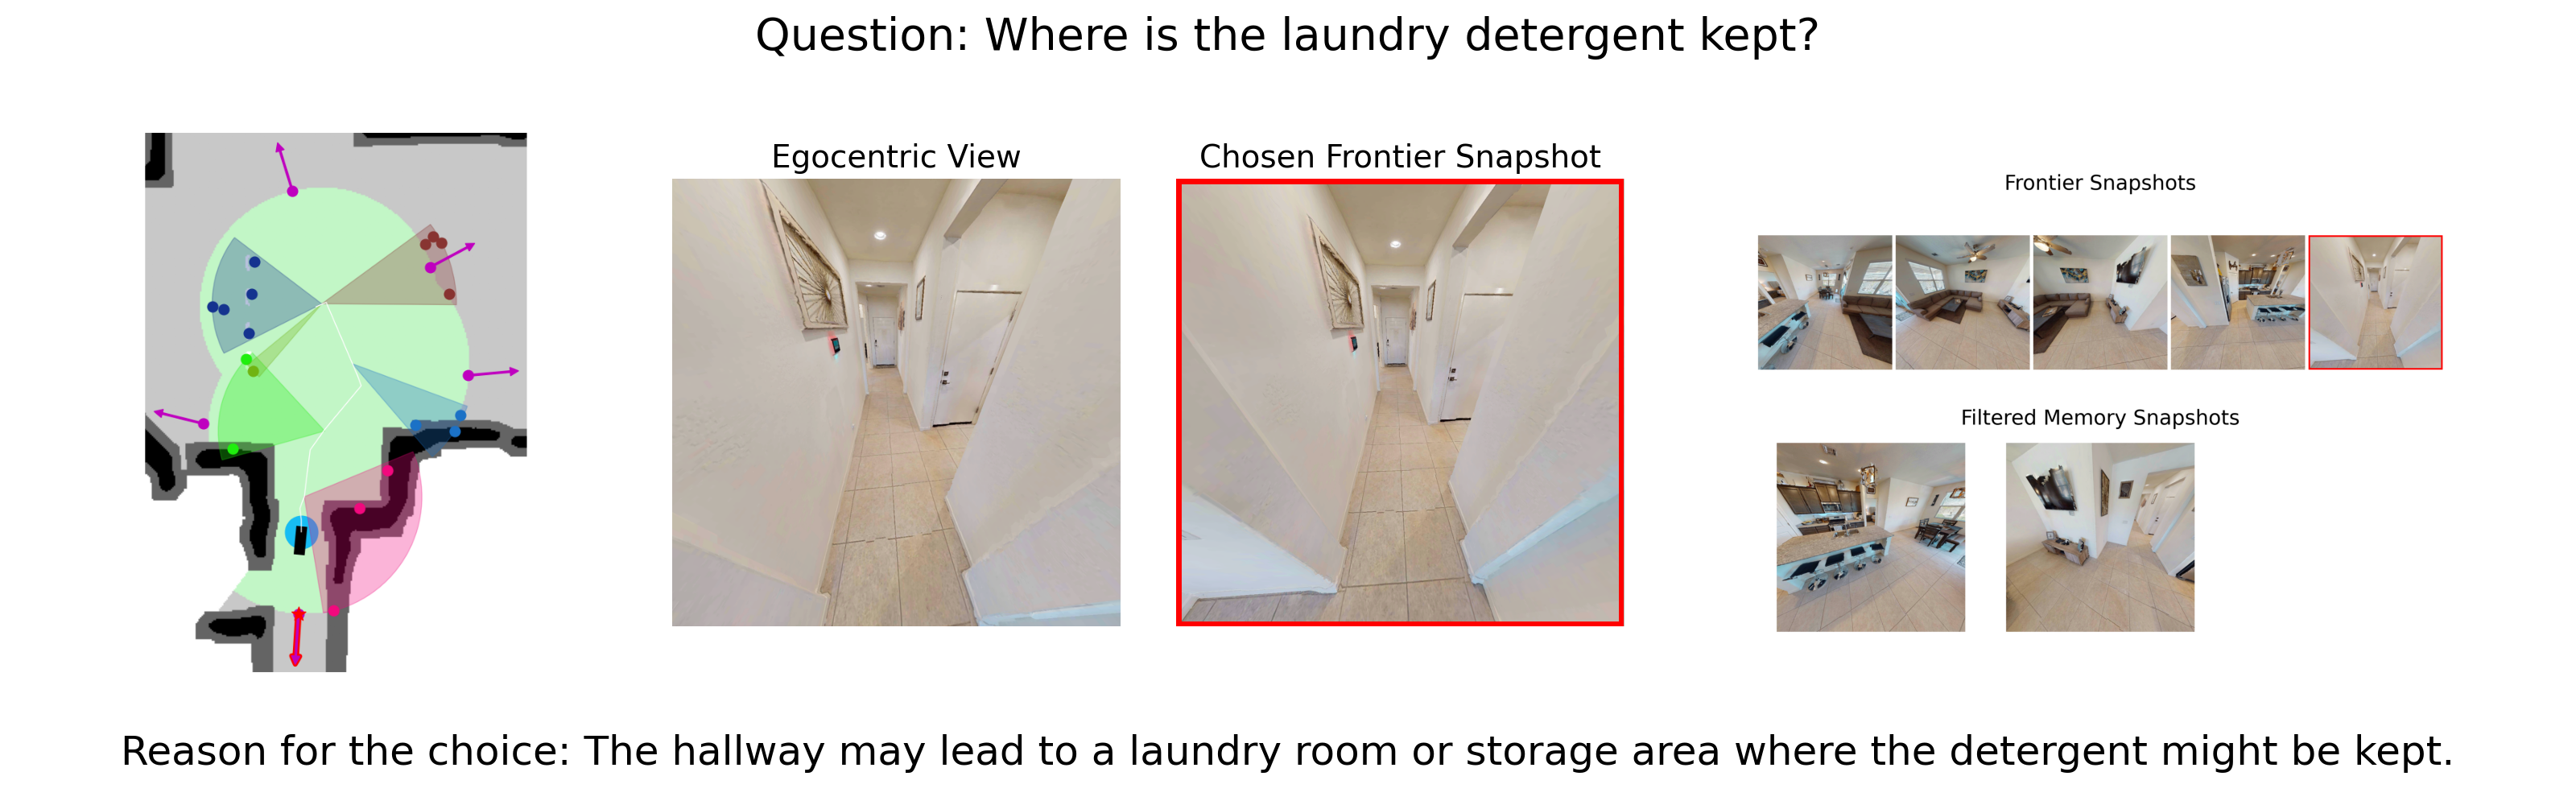 Question: Where is the laundry detergent kept?
Egocentric View
Chosen Frontier Snapshot
Frontier Snapshots
Filtered Memory Snapshots
Reason for the choice: The hallway may lead to a laundry room or storage area where the detergent might be kept.